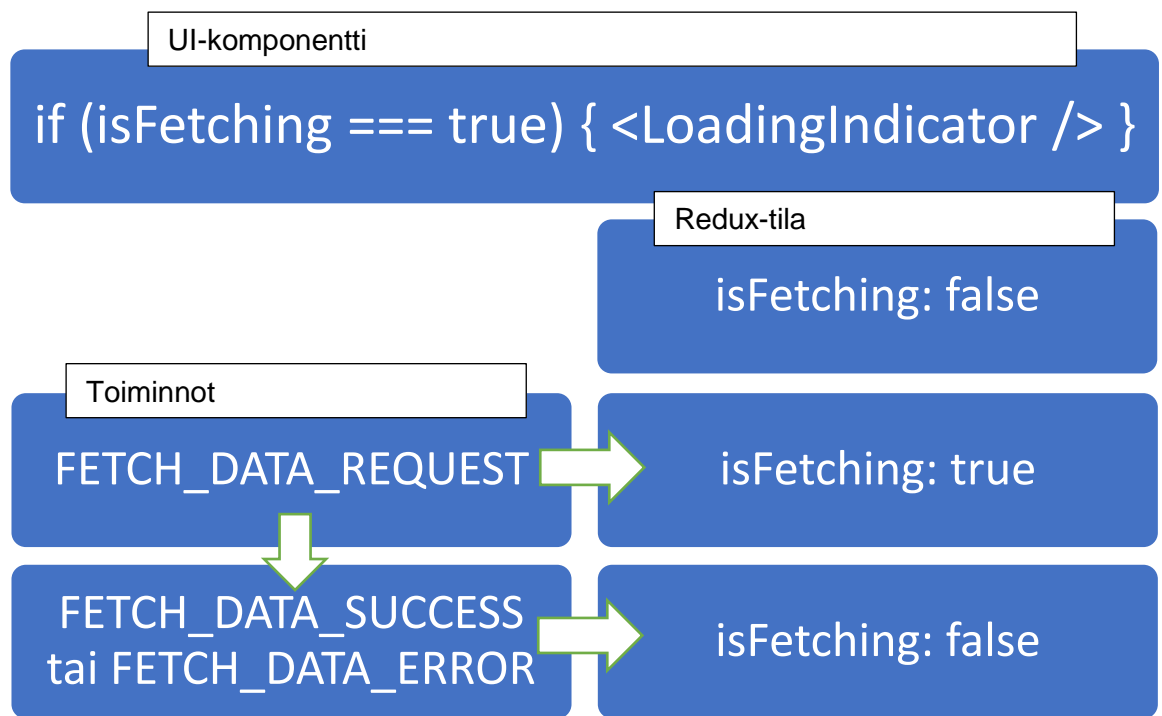 UI-komponentti
if (isFetching === true) { <LoadingIndicator /> }
Redux-tila
isFetching: false
Toiminnot
FETCH_DATA_REQUEST
isFetching: true
FETCH_DATA_SUCCESS
tai FETCH_DATA_ERROR
isFetching: false